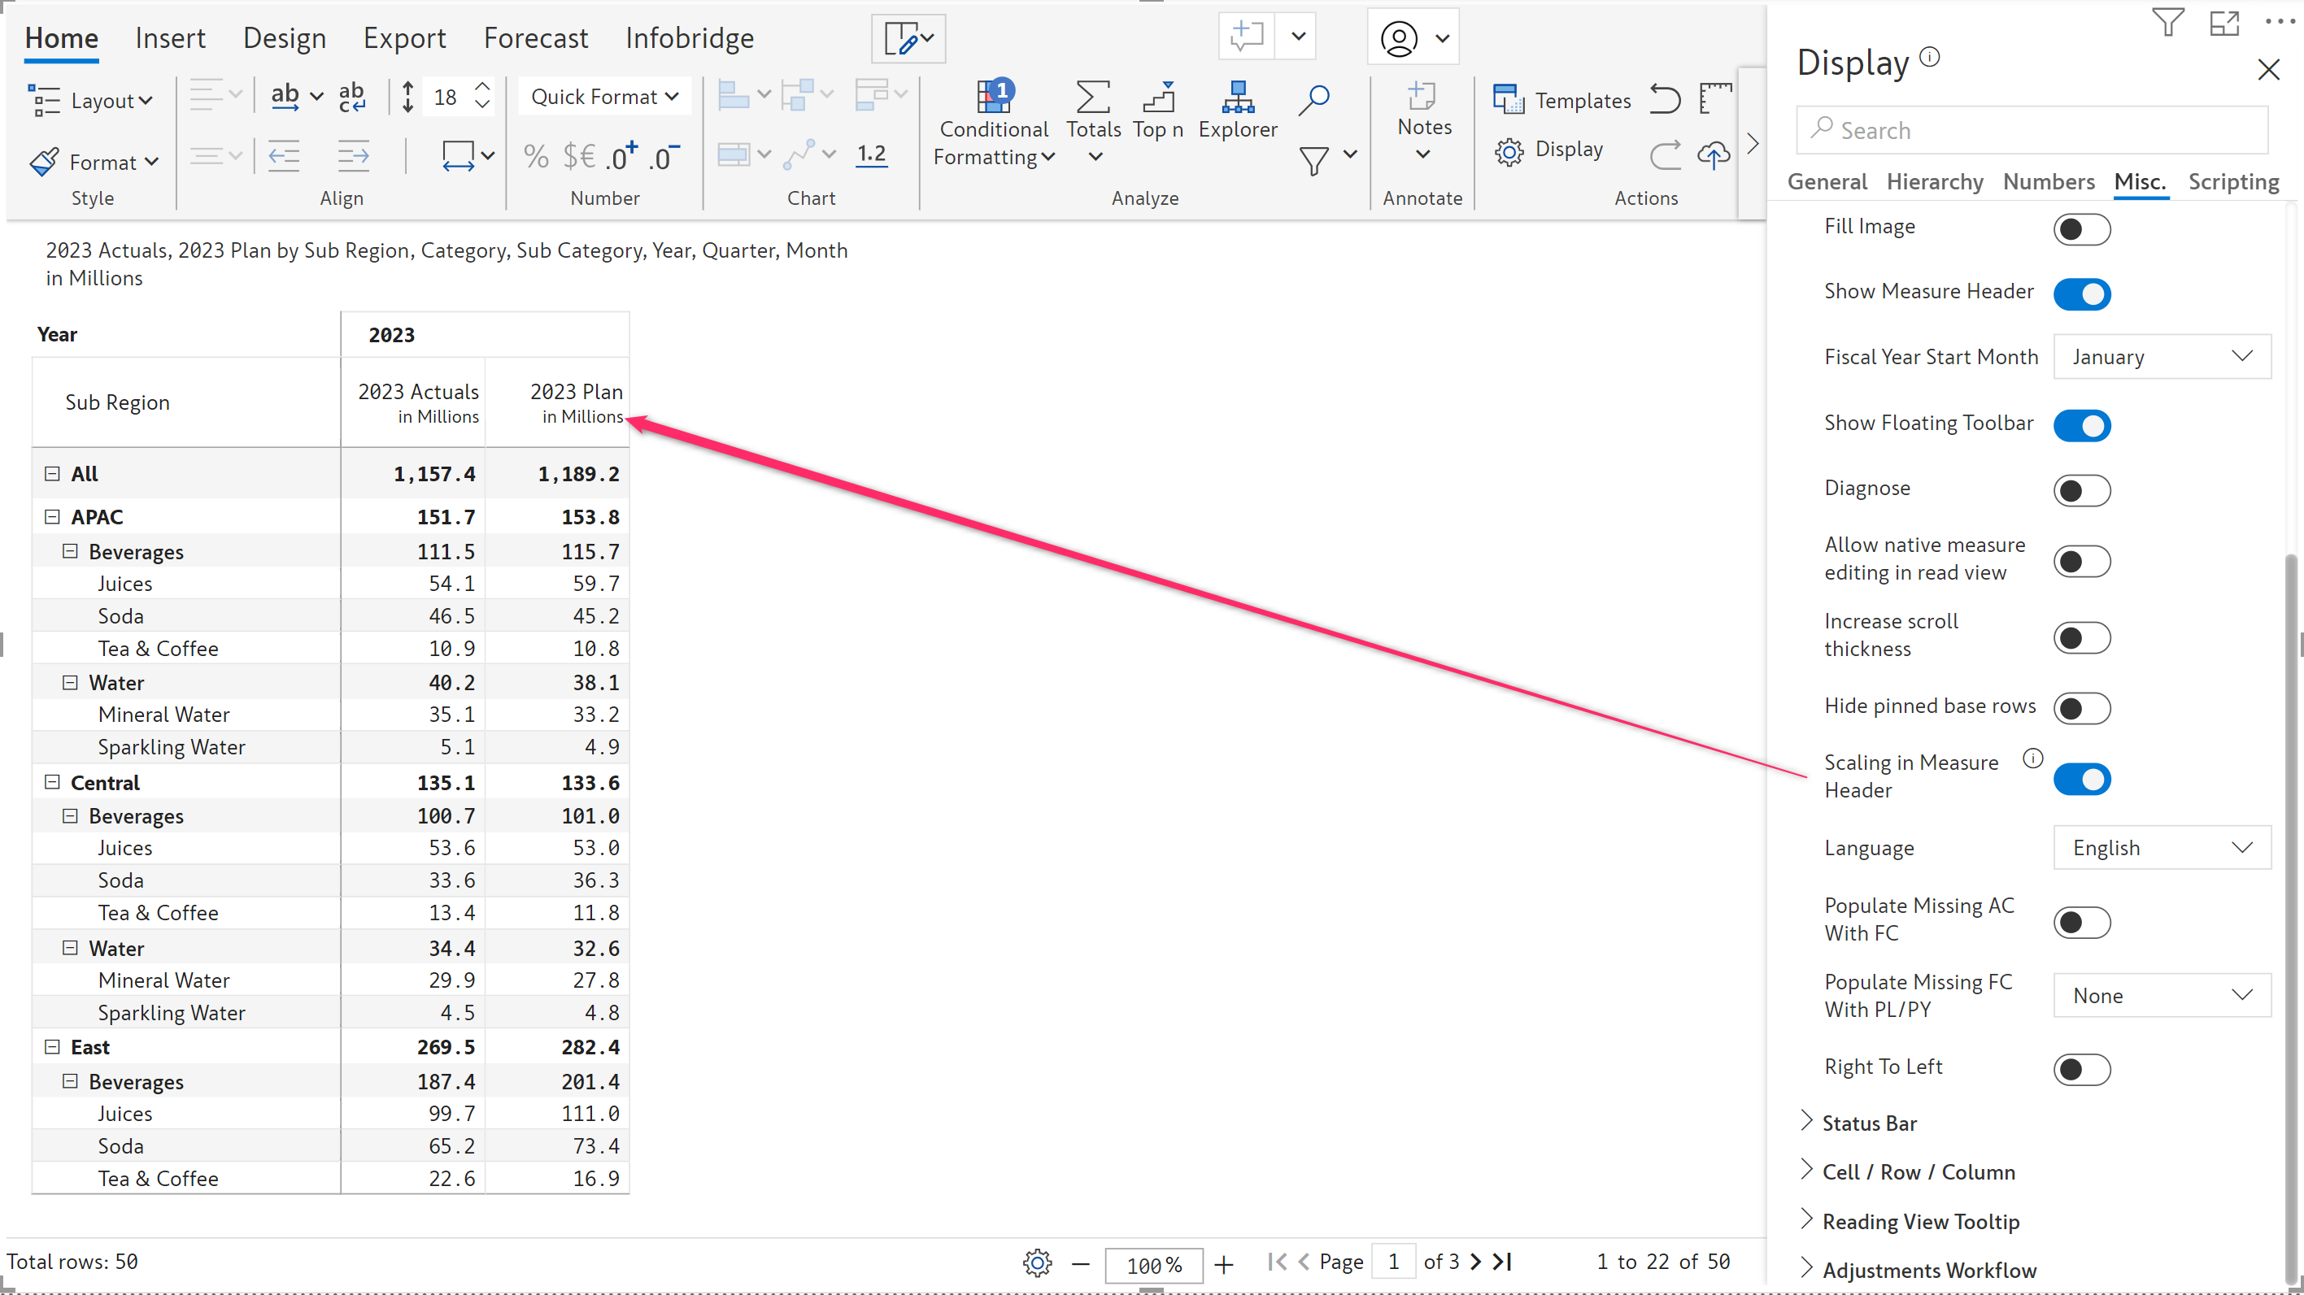 Home Insert Design Export Forecast Infobridge
Layout ab ab c 18 Quick Format 1 Conditional Formatting Totals Top n Explorer Notes Templates
Format % $€ .0+ .0- 1.2 Display
Style Align Number Chart Analyze Annotate Actions
2023 Actuals, 2023 Plan by Sub Region, Category, Sub Category, Year, Quarter, Month
in Millions
Year 2023
Sub Region 2023 Actuals in Millions 2023 Plan in Millions
All 1,157.4 1,189.2
APAC 151.7 153.8
Beverages 111.5 115.7
Juices 54.1 59.7
Soda 46.5 45.2
Tea & Coffee 10.9 10.8
Water 40.2 38.1
Mineral Water 35.1 33.2
Sparkling Water 5.1 4.9
Central 135.1 133.6
Beverages 100.7 101.0
Juices 53.6 53.0
Soda 33.6 36.3
Tea & Coffee 13.4 11.8
Water 34.4 32.6
Mineral Water 29.9 27.8
Sparkling Water 4.5 4.8
East 269.5 282.4
Beverages 187.4 201.4
Juices 99.7 111.0
Soda 65.2 73.4
Tea & Coffee 22.6 16.9
Total rows: 50 100 % Page 1 of 3 1 to 22 of 50
Display
Search
General Hierarchy Numbers Misc. Scripting
Fill Image
Show Measure Header
Fiscal Year Start Month January
Show Floating Toolbar
Diagnose
Allow native measure
editing in read view
Increase scroll
thickness
Hide pinned base rows
Scaling in Measure
Header
Language English
Populate Missing AC
With FC
Populate Missing FC
With PL/PY None
Right To Left
Status Bar
Cell / Row / Column
Reading View Tooltip
Adjustments Workflow